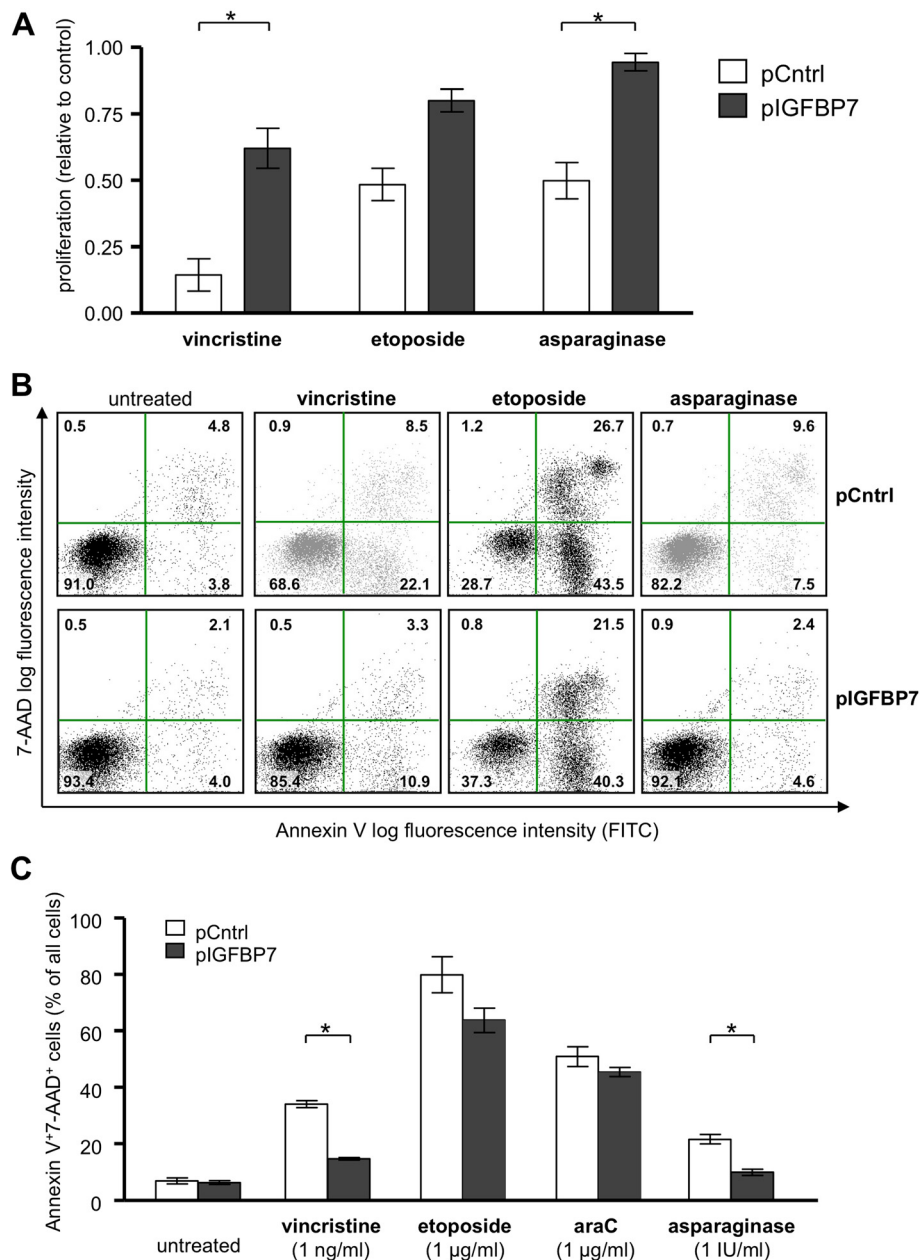 A
*
*
1.00
0.75
0.50
0.25
0.00
proliferation (relative to control)
pCntrl
pIGFBP7
vincristine etoposide asparaginase
B
untreated vincristine etoposide asparaginase
0.5 4.8 0.9 8.5 1.2 26.7 0.7 9.6
pCntrl
91.0 3.8 68.6 22.1 28.7 43.5 82.2 7.5
0.5 2.1 0.5 3.3 0.8 21.5 0.9 2.4
pIGFBP7
93.4 4.0 85.4 10.9 37.3 40.3 92.1 4.6
7-AAD log fluorescence intensity
Annexin V log fluorescence intensity (FITC)
C
Annexin V⁺7-AAD⁺ cells (% of all cells)
100
80
60
40
20
0
pCntrl
pIGFBP7
*
*
untreated vincristine etoposide araC asparaginase
(1 ng/ml) (1 µg/ml) (1 µg/ml) (1 IU/ml)